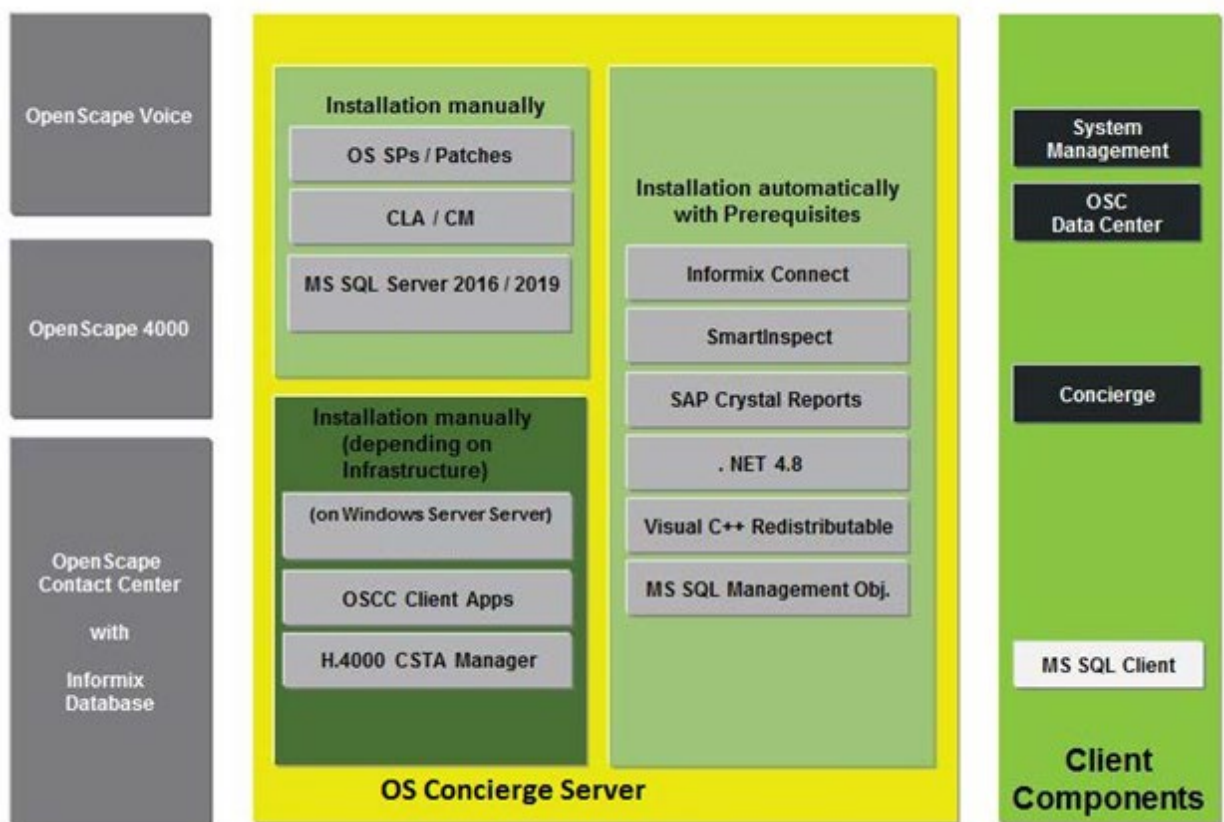 OpenScape Voice
OpenScape 4000
OpenScape
Contact Center
with
Informix
Database
Installation manually
OS SPs / Patches
CLA / CM
MS SQL Server 2016 / 2019
Installation manually
(depending on
Infrastructure)
(on Windows Server Server)
OSCC Client Apps
H.4000 CSTA Manager
Installation automatically
with Prerequisites
Informix Connect
SmartInspect
SAP Crystal Reports
. NET 4.8
Visual C++ Redistributable
MS SQL Management Obj.
OS Concierge Server
System
Management
OSC
Data Center
Concierge
MS SQL Client
Client
Components